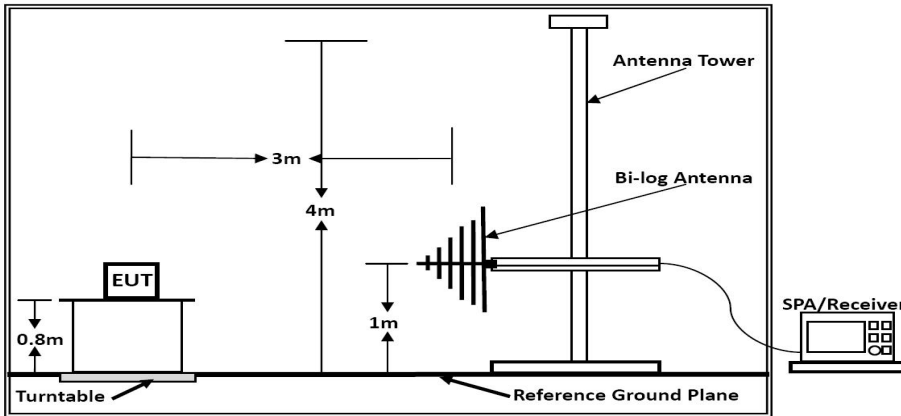 Antenna Tower
3m
Bi-log Antenna
4m
EUT
SPA/Receiver
0.8m
1m
Turntable
Reference Ground Plane